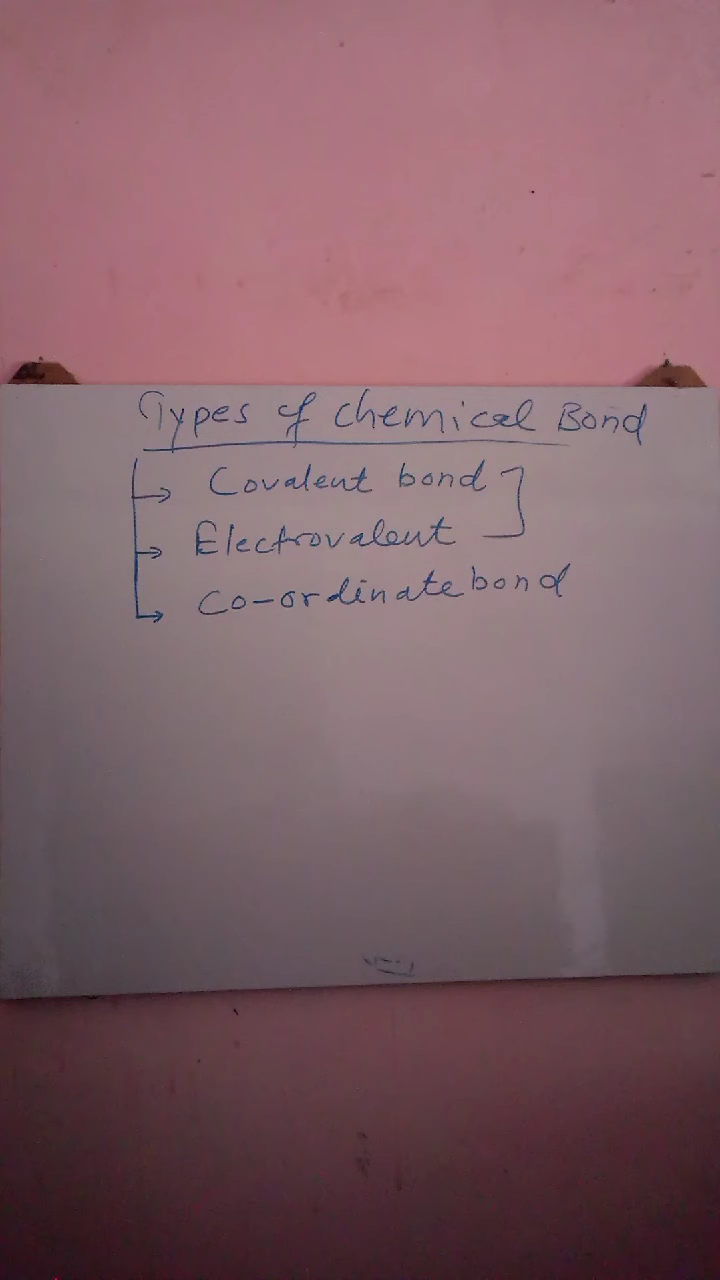 Types of chemical Bond
Covalent bond
Electrovalent
Co-ordinate bond